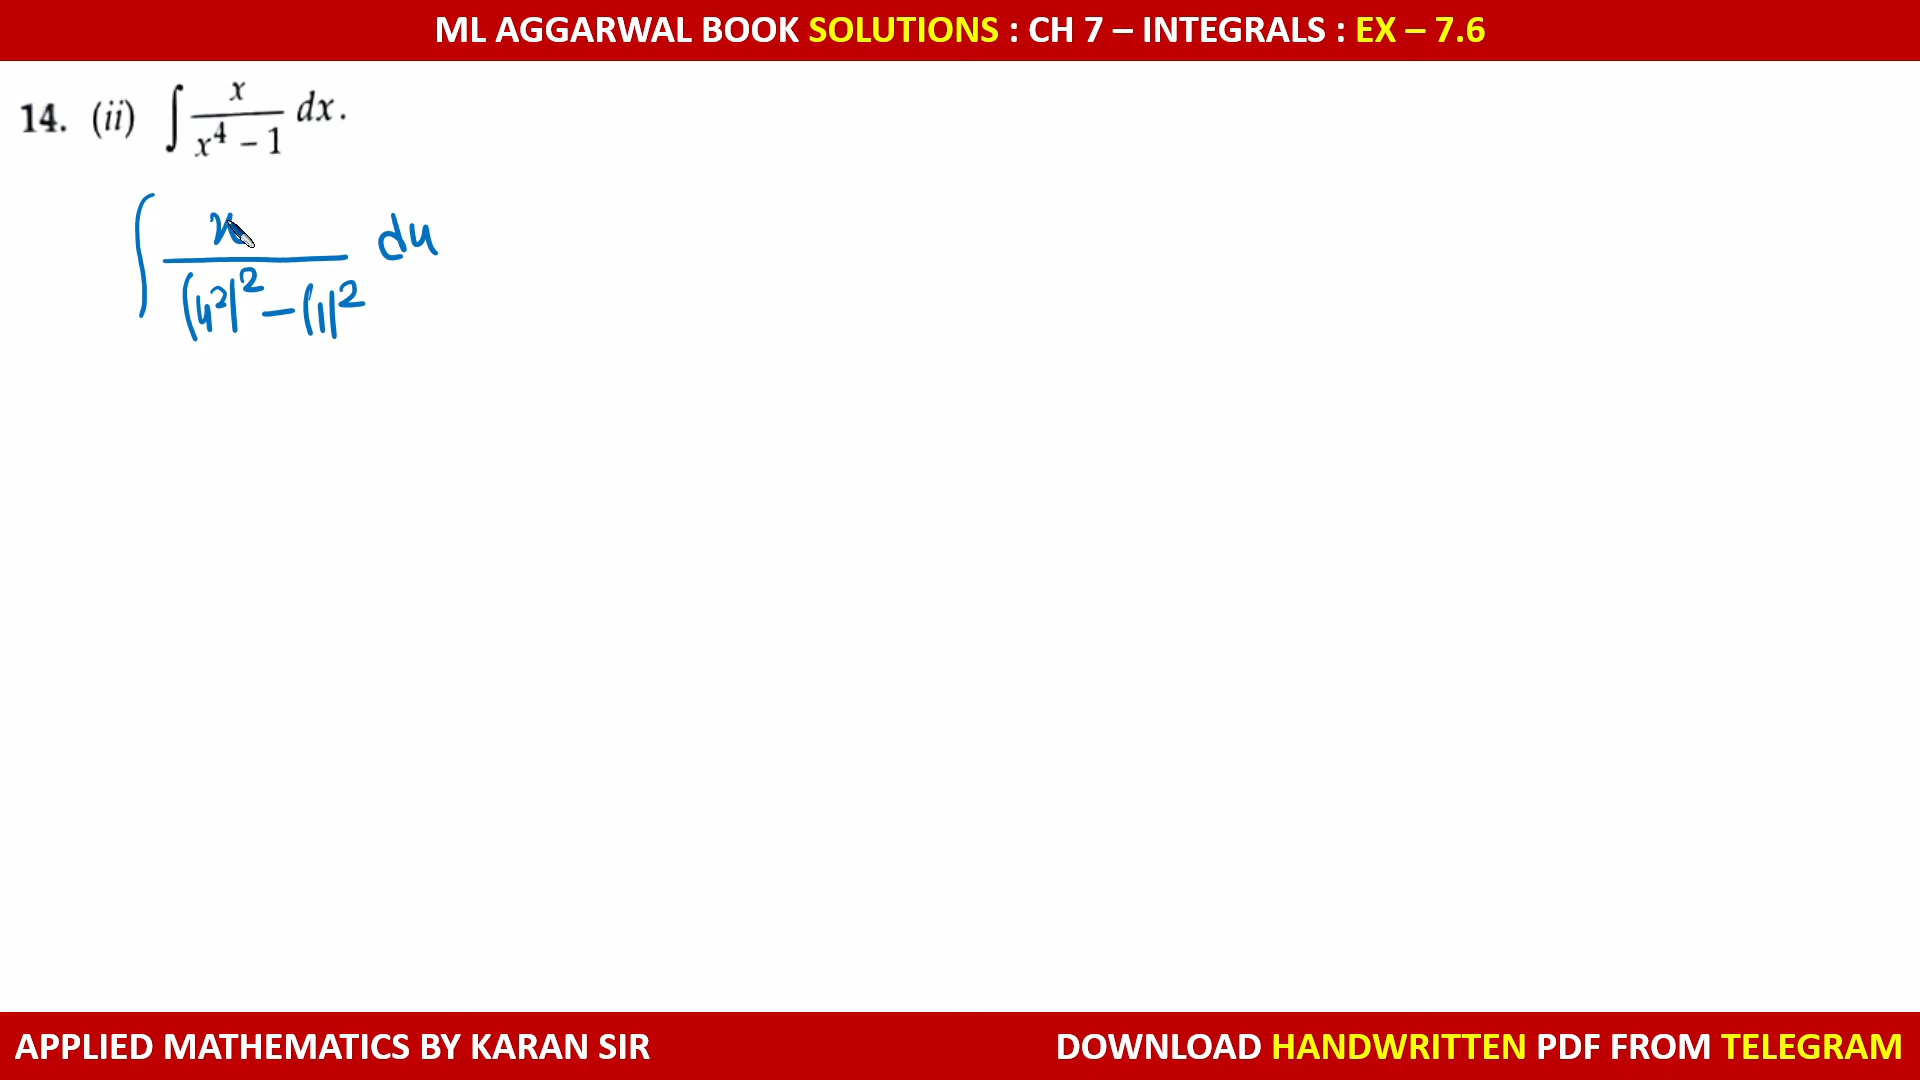 ML AGGARWAL BOOK SOLUTIONS : CH 7 – INTEGRALS : EX – 7.6
14. (ii) ∫ x / (x⁴ − 1) dx.
∫ x / ((x²)² − (1)²) dx
APPLIED MATHEMATICS BY KARAN SIR
DOWNLOAD HANDWRITTEN PDF FROM TELEGRAM